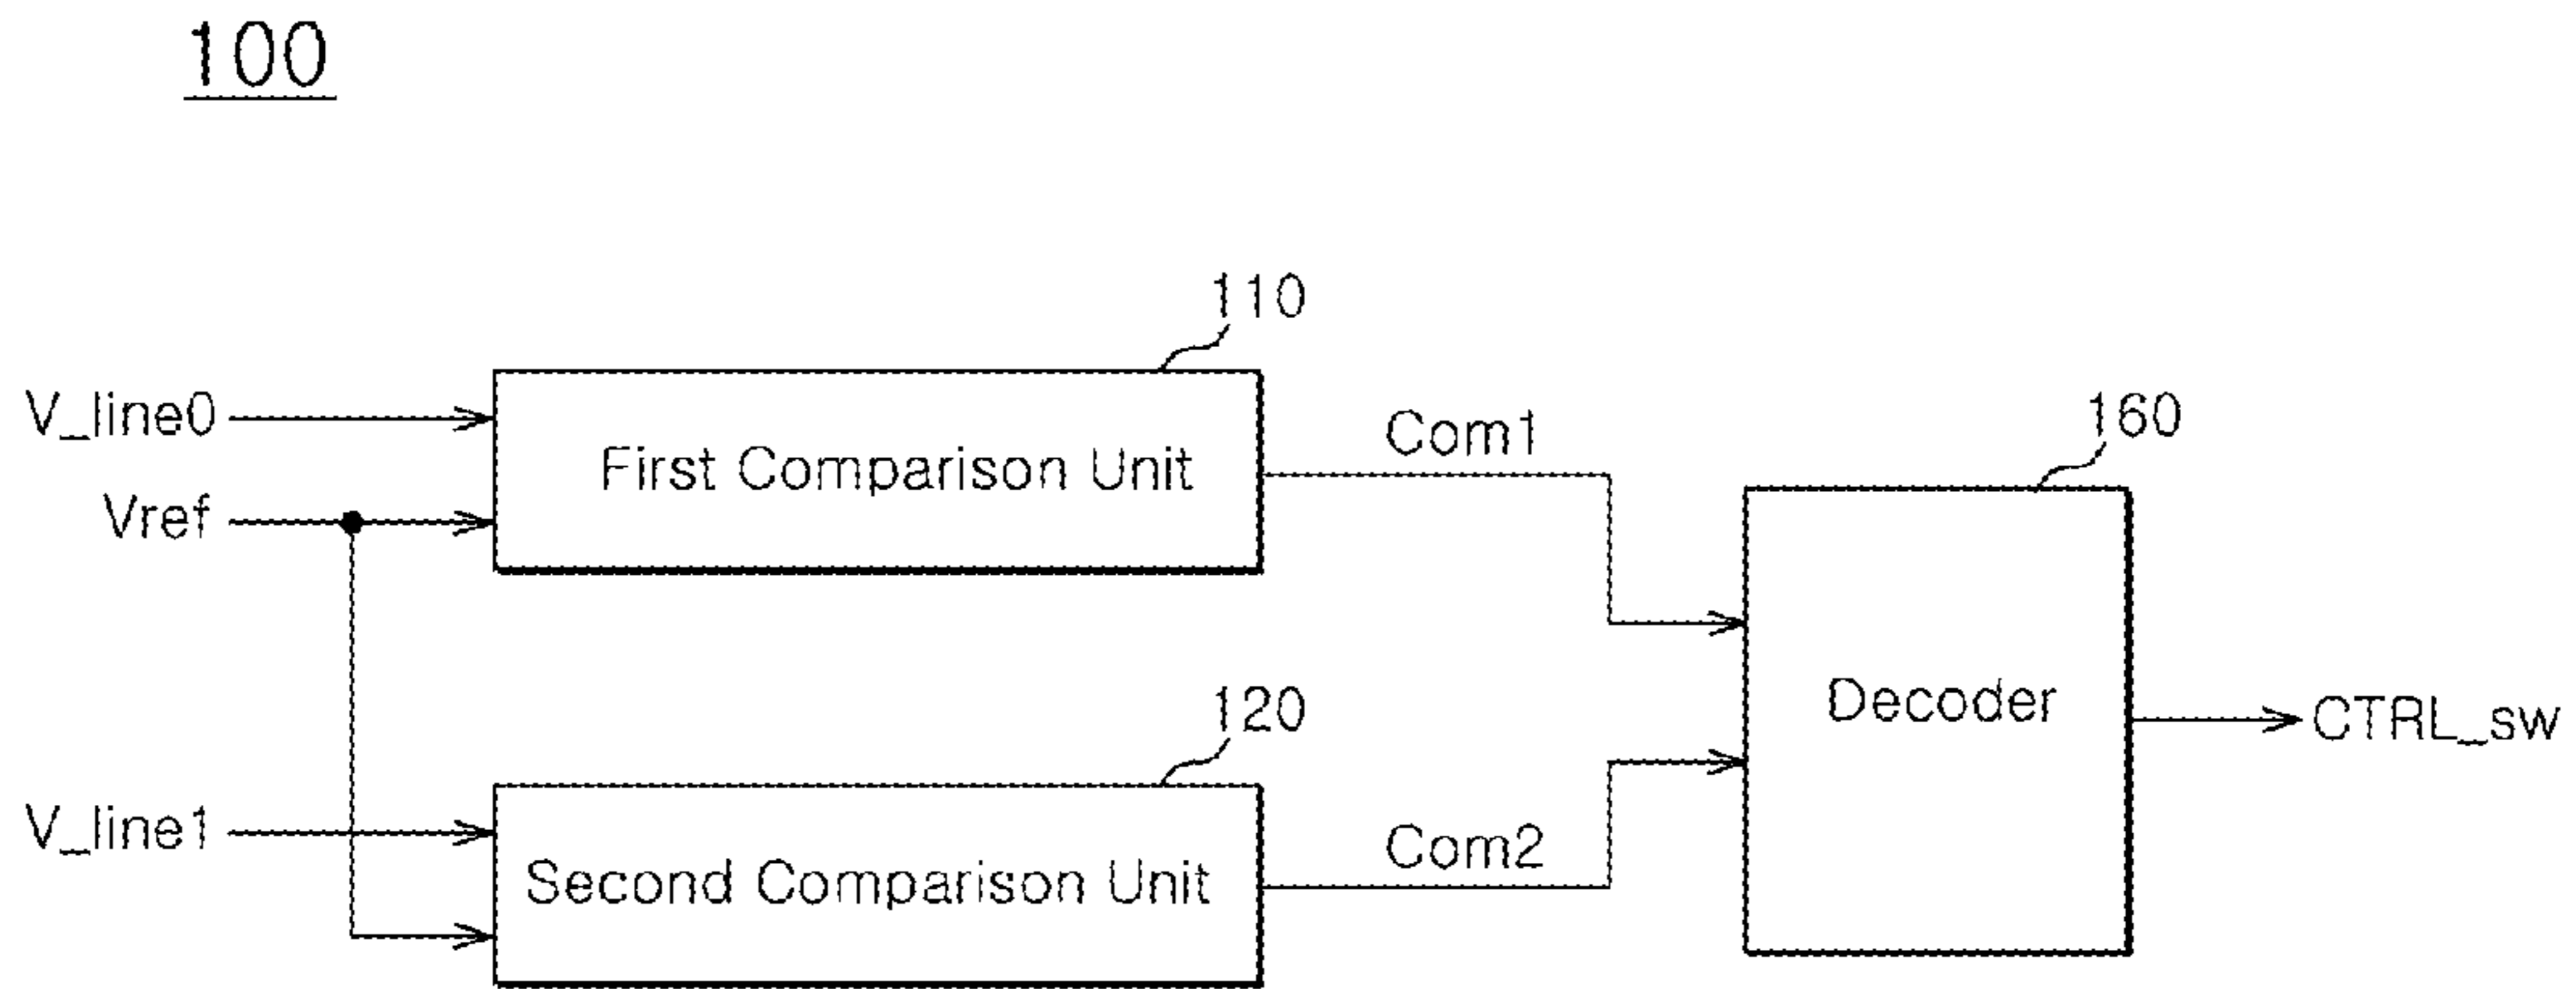 100
110
V_line0
First Comparison Unit
Com1
160
Vref
Decoder
CTRL_sw
120
V_line1
Second Comparison Unit
Com2